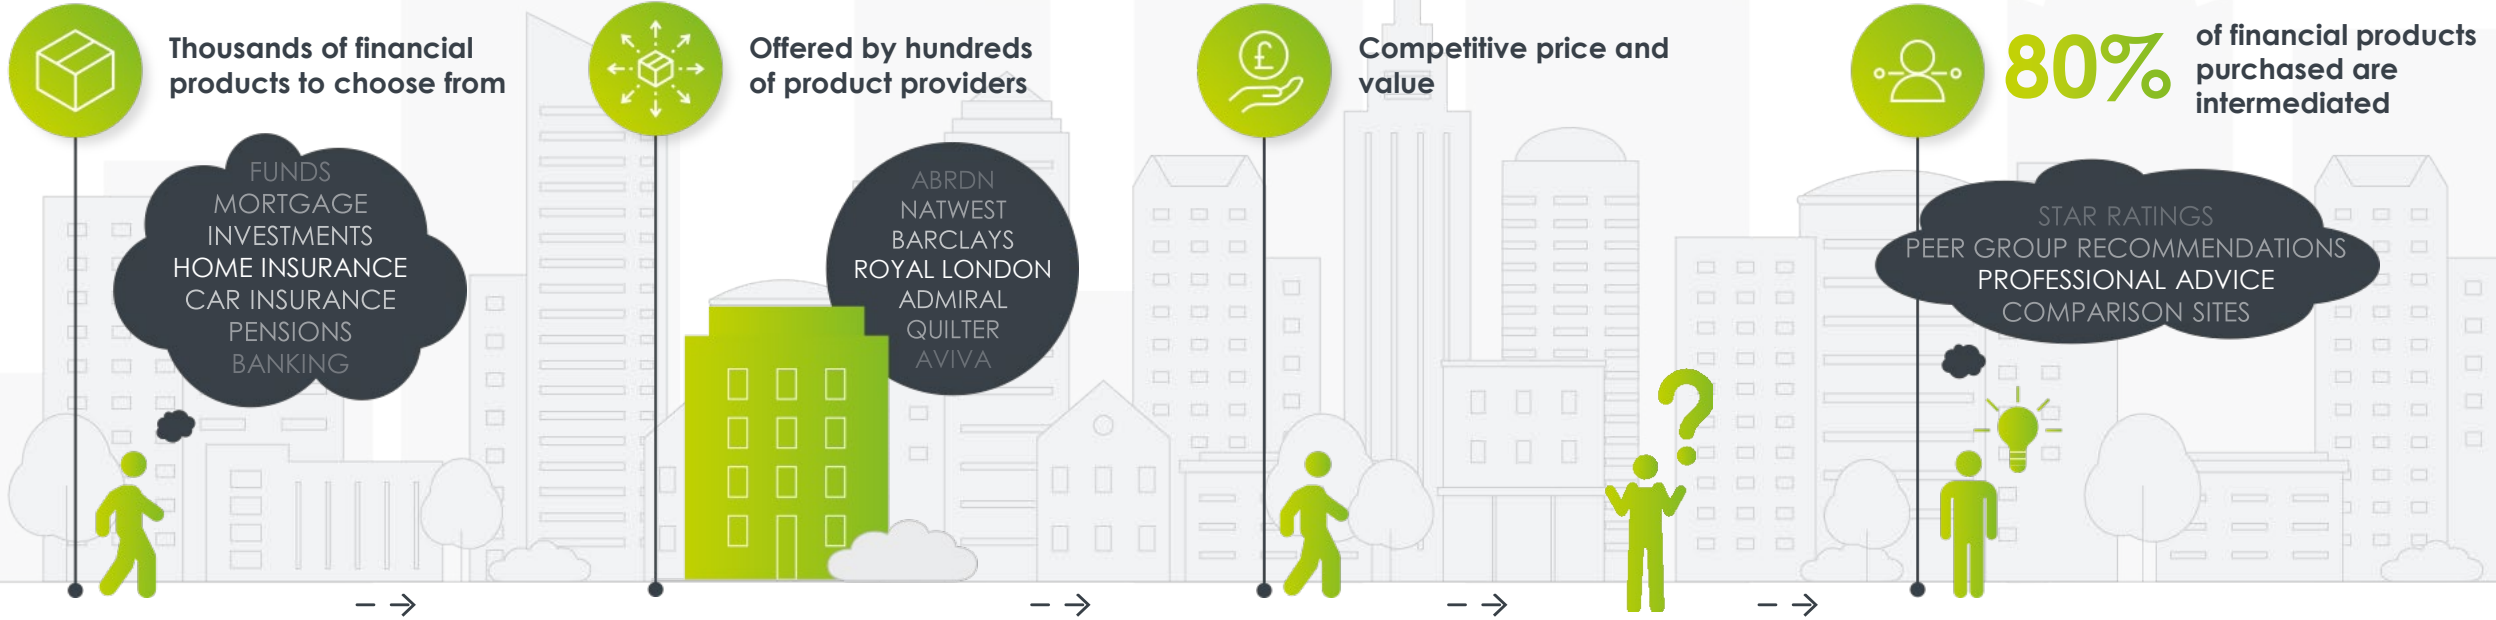 Thousands of financial
products to choose from
FUNDS
MORTGAGE
INVESTMENTS
HOME INSURANCE
CAR INSURANCE
PENSIONS
BANKING
Offered by hundreds
of product providers
ABRDN
NATWEST
BARCLAYS
ROYAL LONDON
ADMIRAL
QUILTER
AVIVA
£
Competitive price and
value
?
80%
of financial products
purchased are
intermediated
STAR RATINGS
PEER GROUP RECOMMENDATIONS
PROFESSIONAL ADVICE
COMPARISON SITES